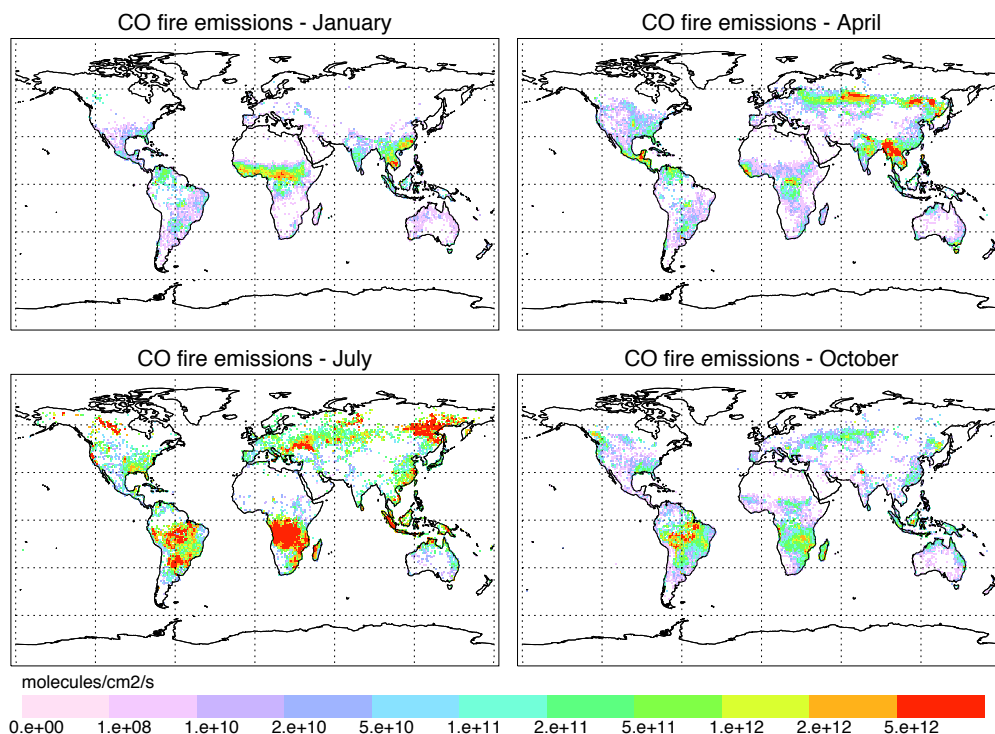 CO fire emissions - January
CO fire emissions - April
CO fire emissions - July
CO fire emissions - October
molecules/cm2/s
0.e+00 1.e+08 1.e+10 2.e+10 5.e+10 1.e+11 2.e+11 5.e+11 1.e+12 2.e+12 5.e+12